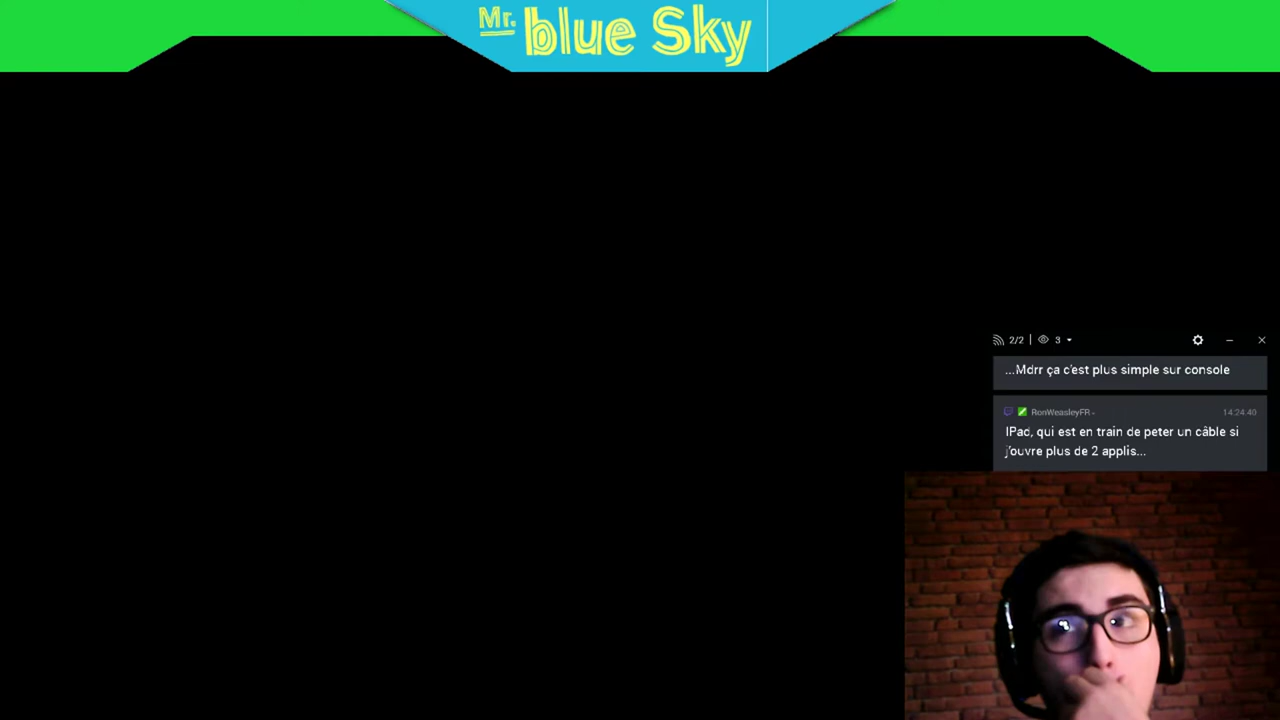 Mr. blue Sky
2/2 | 3
...Mdrr ça c'est plus simple sur console
RonWeasleyFR
14:24:40
IPad, qui est en train de peter un câble si
j'ouvre plus de 2 applis...